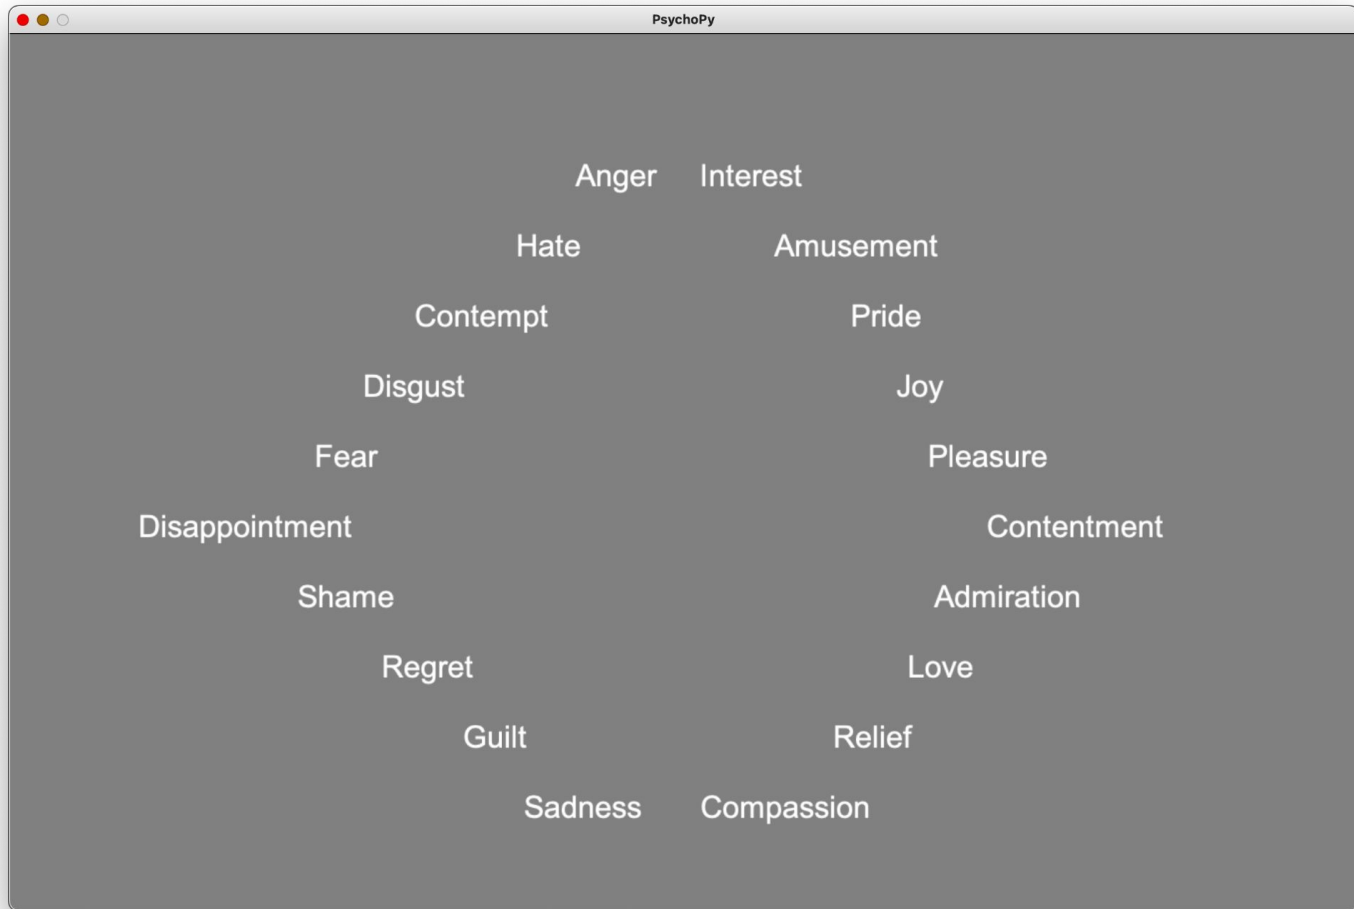 PsychoPy
Anger Interest
Hate Amusement
Contempt Pride
Disgust Joy
Fear Pleasure
Disappointment Contentment
Shame Admiration
Regret Love
Guilt Relief
Sadness Compassion